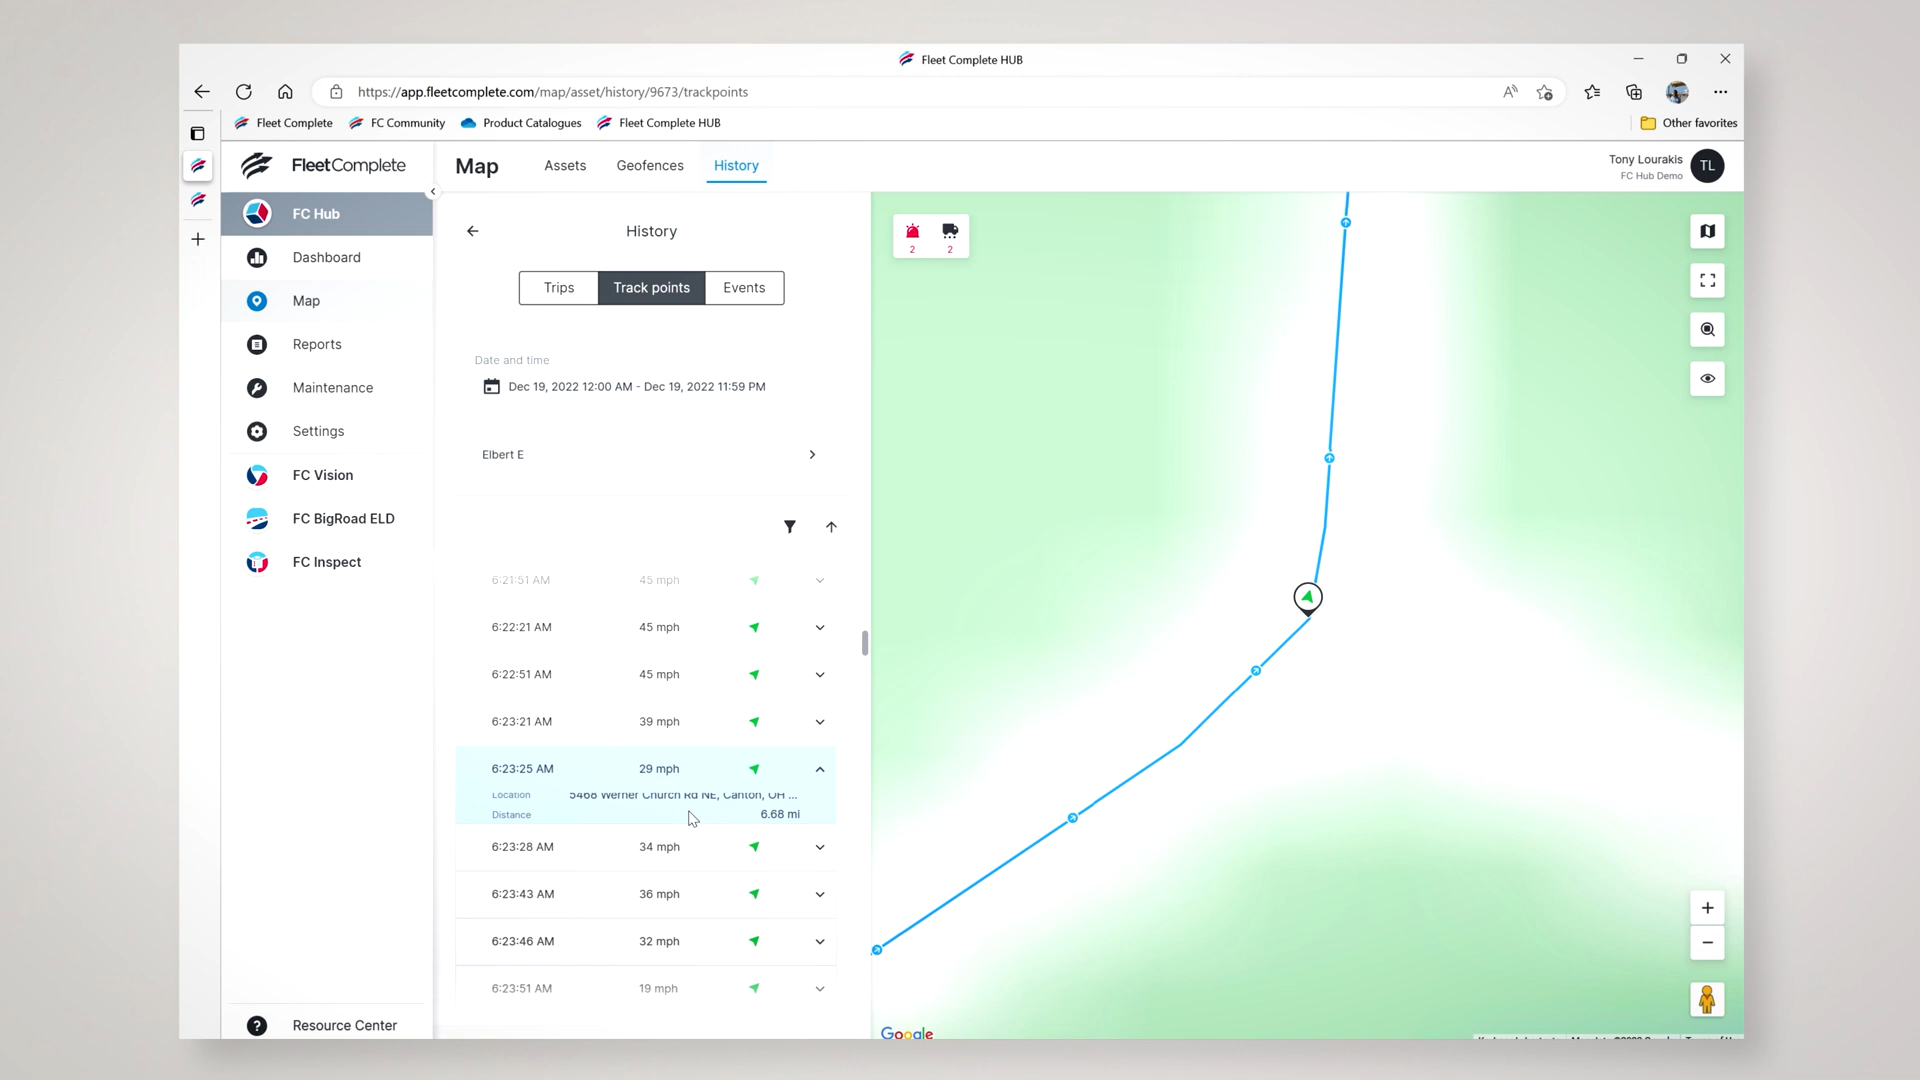 Fleet Complete HUB
https://app.fleetcomplete.com/map/asset/history/9673/trackpoints
Fleet Complete
FC Community
Product Catalogues
Fleet Complete HUB
Other favorites
FleetComplete
Map
Assets
Geofences
History
Tony Lourakis
FC Hub Demo
TL
FC Hub
Dashboard
Map
Reports
Maintenance
Settings
FC Vision
FC BigRoad ELD
FC Inspect
Resource Center
History
Trips
Track points
Events
Date and time
Dec 19, 2022 12:00 AM - Dec 19, 2022 11:59 PM
Elbert E
6:21:51 AM 45 mph
6:22:21 AM 45 mph
6:22:51 AM 45 mph
6:23:21 AM 39 mph
6:23:25 AM 29 mph
Location 5468 Werner Church Rd NE, Canton, OH ...
Distance 6.68 mi
6:23:28 AM 34 mph
6:23:43 AM 36 mph
6:23:46 AM 32 mph
6:23:51 AM 19 mph
2 2
Google